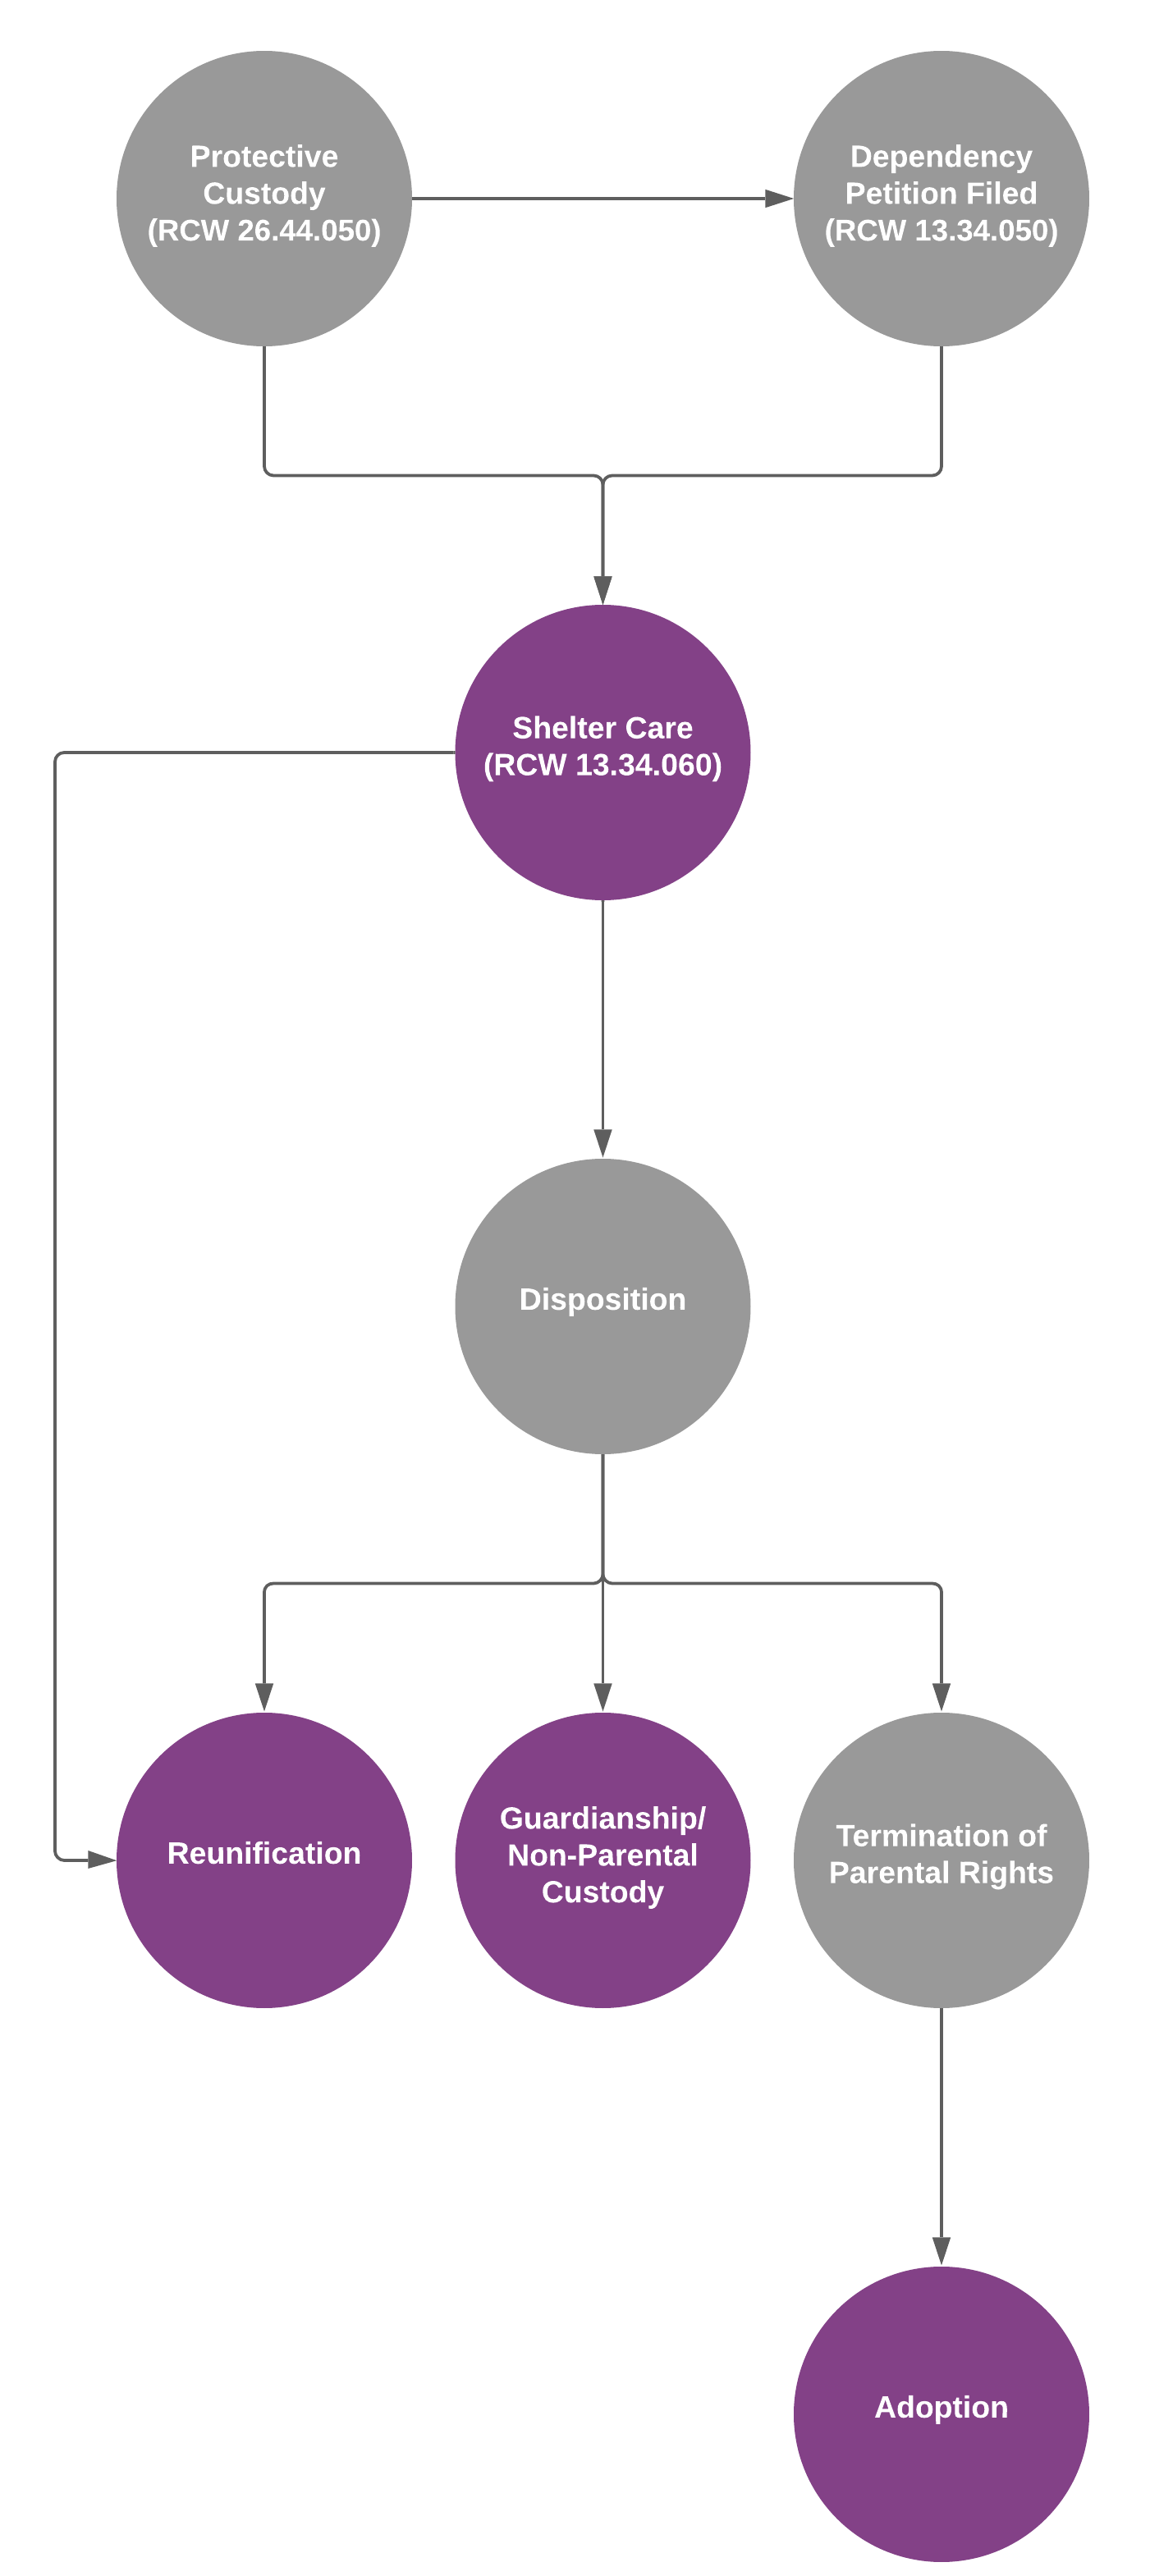 Protective
Custody
(RCW 26.44.050)
Dependency
Petition Filed
(RCW 13.34.050)
Shelter Care
(RCW 13.34.060)
Disposition
Reunification
Guardianship/
Non-Parental
Custody
Termination of
Parental Rights
Adoption